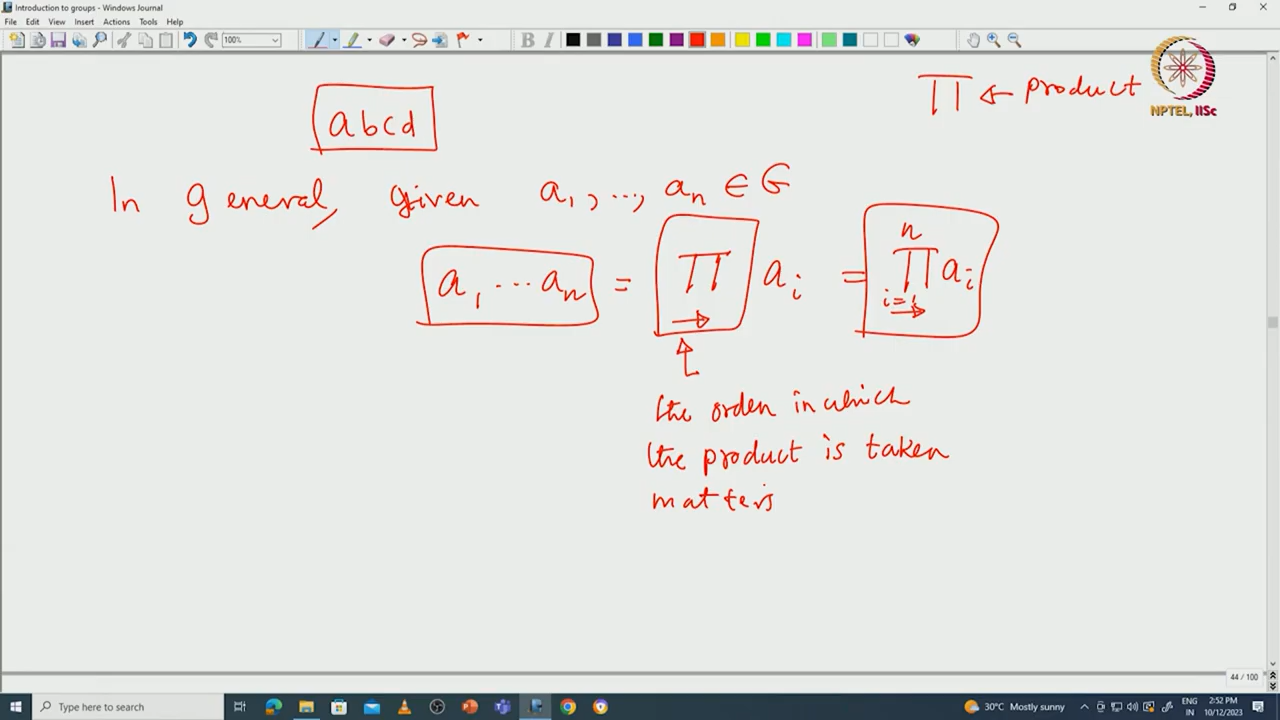 Introduction to groups - Windows Journal
File Edit View Insert Actions Tools Help
100%
B I
abcd
∏ ← product
NPTEL, IISc
In general, given a₁, ..., aₙ ∈ G
a₁ ... aₙ = ∏ aᵢ = n ∏ aᵢ
i=1
→ →
the order in which
the product is taken
matters
44 / 100
Type here to search
30°C Mostly sunny
ENG
IN
2:52 PM
10/12/2023